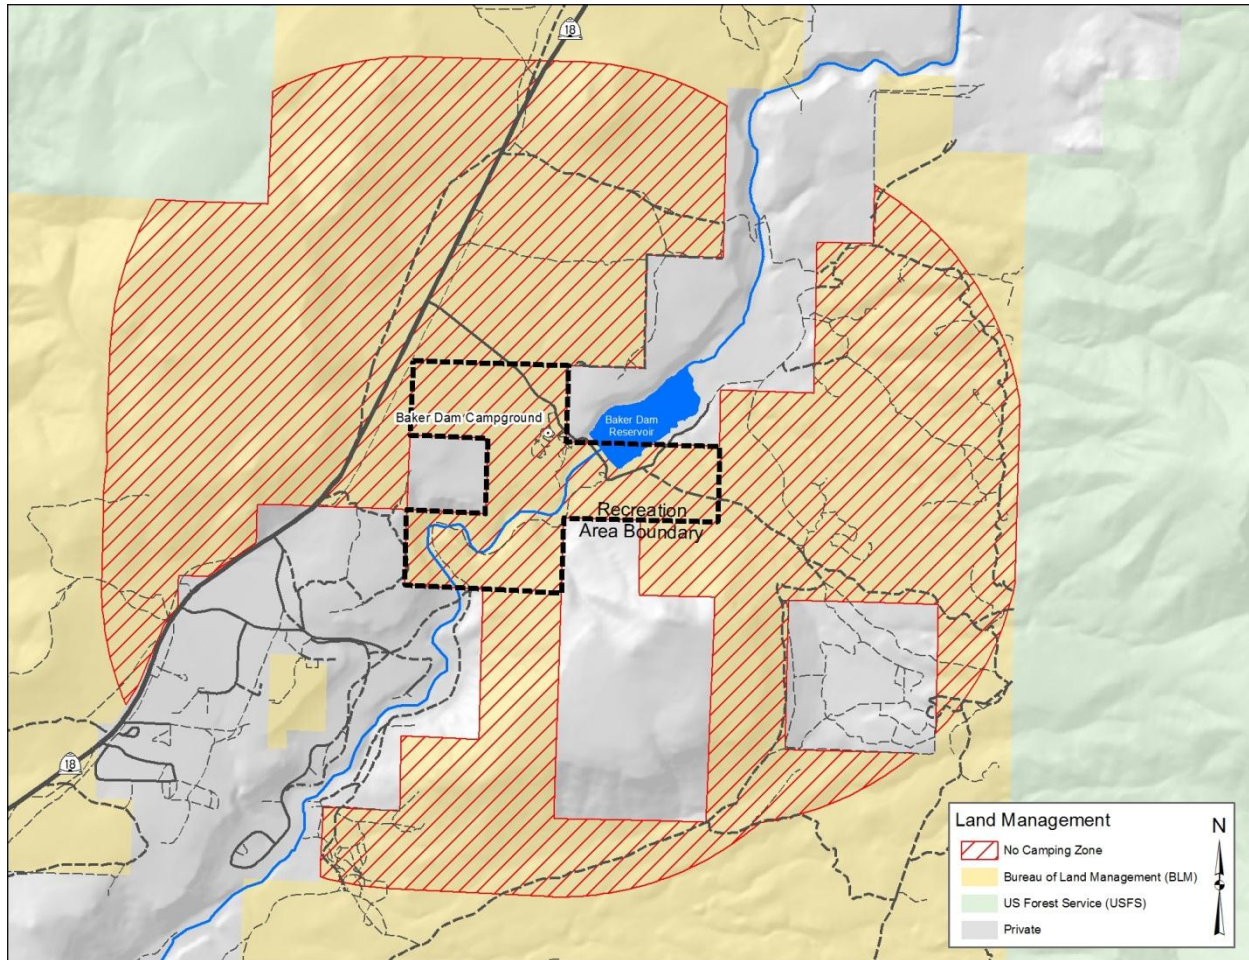 18
Baker Dam Campground
Baker Dam
Reservoir
Recreation
Area Boundary
18
Land Management
N
No Camping Zone
Bureau of Land Management (BLM)
US Forest Service (USFS)
Private